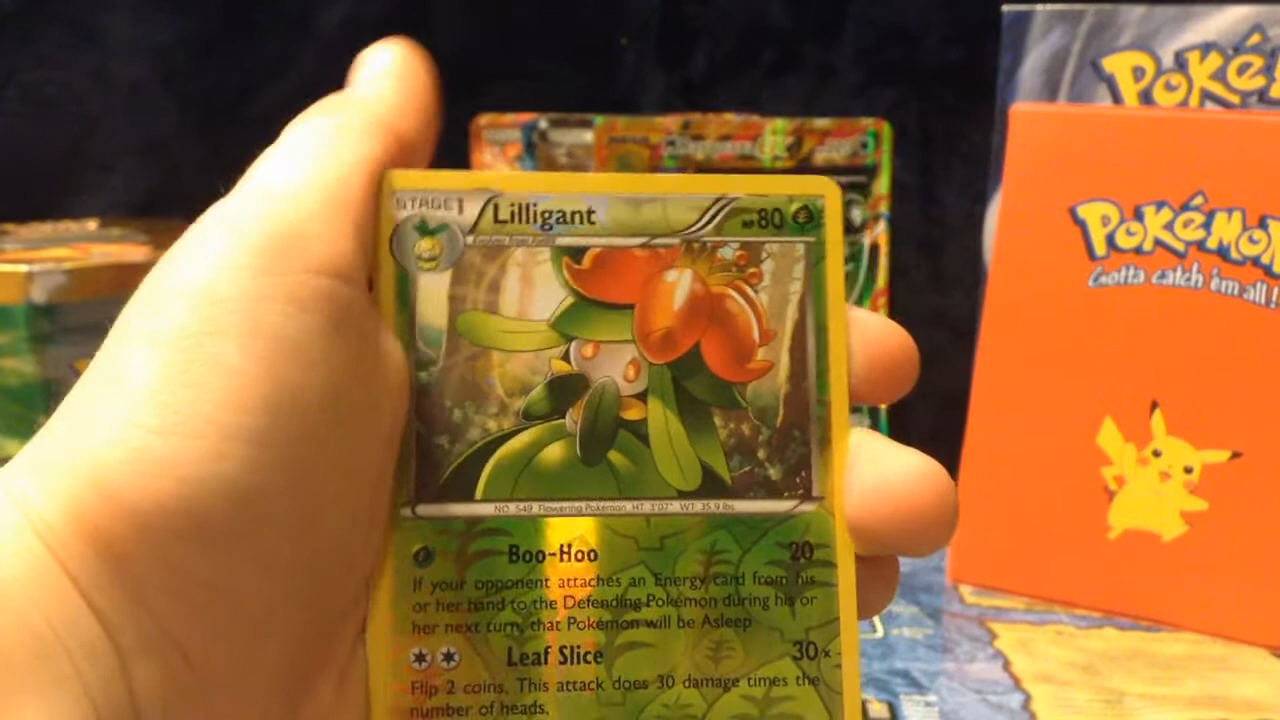 POKÉ
POKÉMON
Gotta catch 'em all!
STAGE1
Lilligant
HP80
NO. 549 Flowering Pokémon HT: 3'07" WT: 35.9 lbs
Boo-Hoo 20
If your opponent attaches an Energy card from his
or her hand to the Defending Pokémon during his or
her next turn, that Pokémon will be Asleep
Leaf Slice 30×
Flip 2 coins. This attack does 30 damage times the
number of heads.